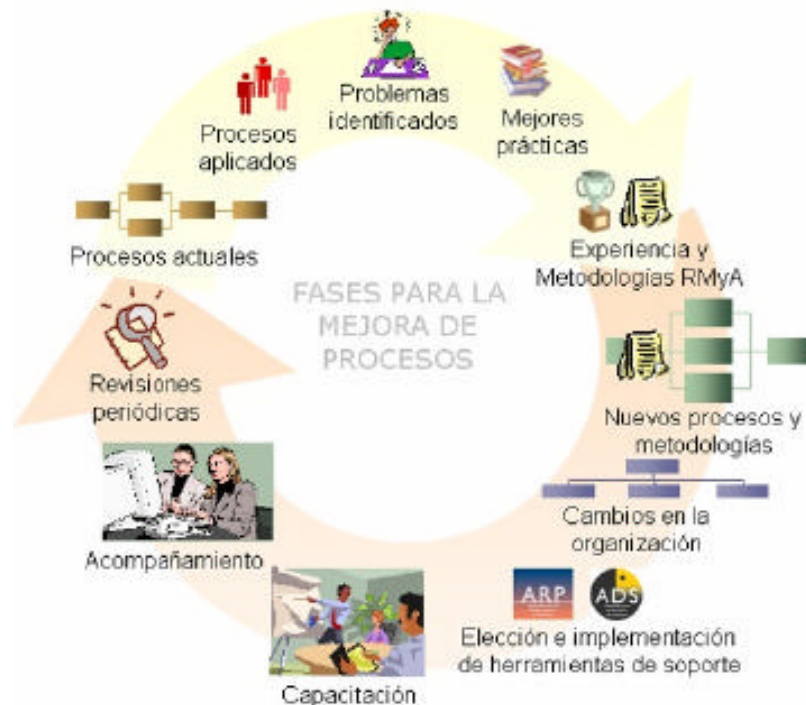 Problemas
identificados
Mejores
prácticas
Procesos
aplicados
Experiencia y
Metodologías RMyA
Procesos actuales
FASES PARA LA
MEJORA DE
PROCESOS
Revisiones
periódicas
Nuevos procesos y
metodologías
Cambios en la
organización
Acompañamiento
ARP
ADS
Elección e implementación
de herramientas de soporte
Capacitación